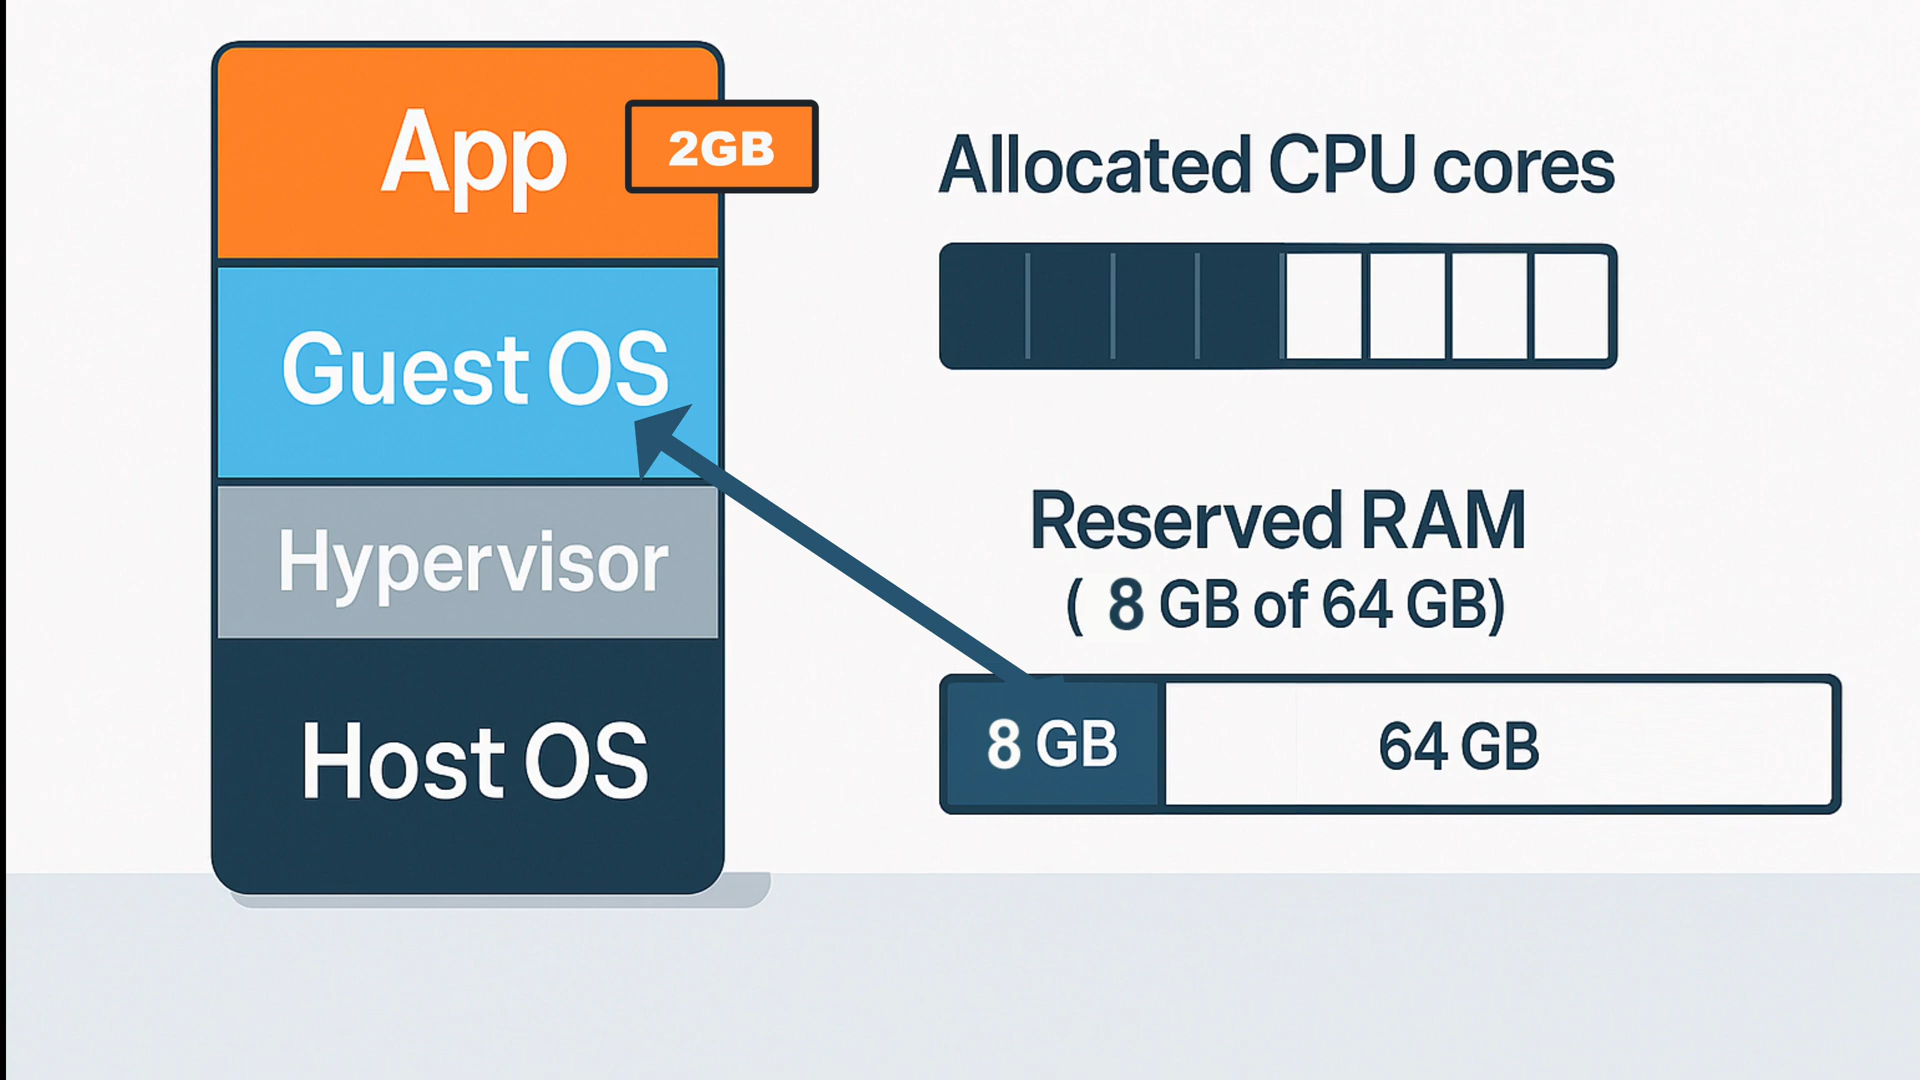 App
2GB
Guest OS
Hypervisor
Host OS
Allocated CPU cores
Reserved RAM
( 8 GB of 64 GB)
8 GB
64 GB